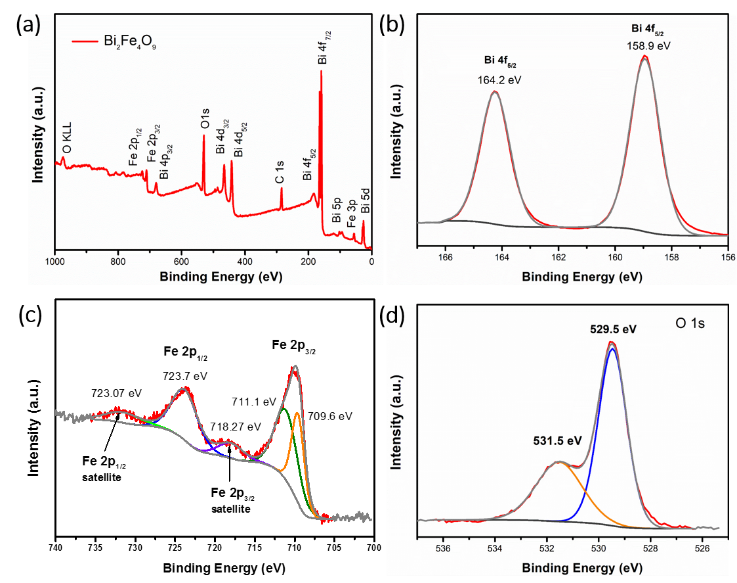 (a)
Intensity (a.u.)
Bi₂Fe₄O₉
O KLL
Fe 2p₁/₂
Fe 2p₃/₂
Bi 4p₃/₂
O1s
Bi 4d₃/₂
Bi 4d₅/₂
C 1s
Bi 4f₅/₂
Bi 4f₇/₂
Bi 5p
Fe 3p
Bi 5d
1000 800 600 400 200 0
Binding Energy (eV)
(b)
Intensity (a.u.)
Bi 4f₅/₂
164.2 eV
Bi 4f₅/₂
158.9 eV
166 164 162 160 158 156
Binding Energy (eV)
(c)
Intensity (a.u.)
Fe 2p₃/₂
Fe 2p₁/₂
723.7 eV
723.07 eV
711.1 eV
709.6 eV
718.27 eV
Fe 2p₁/₂
satellite
Fe 2p₃/₂
satellite
740 735 730 725 720 715 710 705 700
Binding Energy (eV)
(d)
Intensity (a.u.)
O 1s
529.5 eV
531.5 eV
536 534 532 530 528 526
Binding Energy (eV)